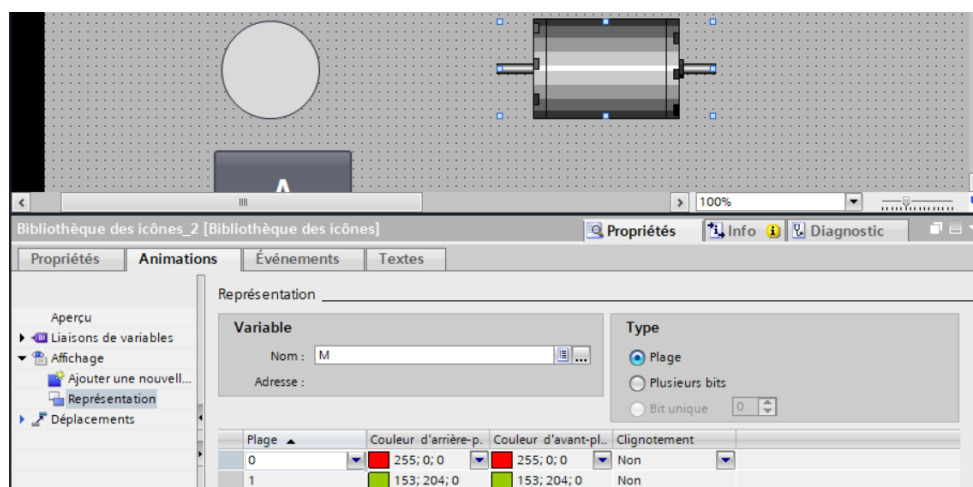 A
100%
Bibliothèque des icônes_2 [Bibliothèque des icônes]
Propriétés
Info
Diagnostic
Propriétés
Animations
Événements
Textes
Aperçu
Liaisons de variables
Affichage
Ajouter une nouvell...
Représentation
Déplacements
Représentation
Variable
Nom :
M
...
Adresse :
Type
Plage
Plusieurs bits
Bit unique
0
Plage
Couleur d'arrière-p.
Couleur d'avant-pl..
Clignotement
0
255; 0; 0
255; 0; 0
Non
1
153; 204; 0
153; 204; 0
Non